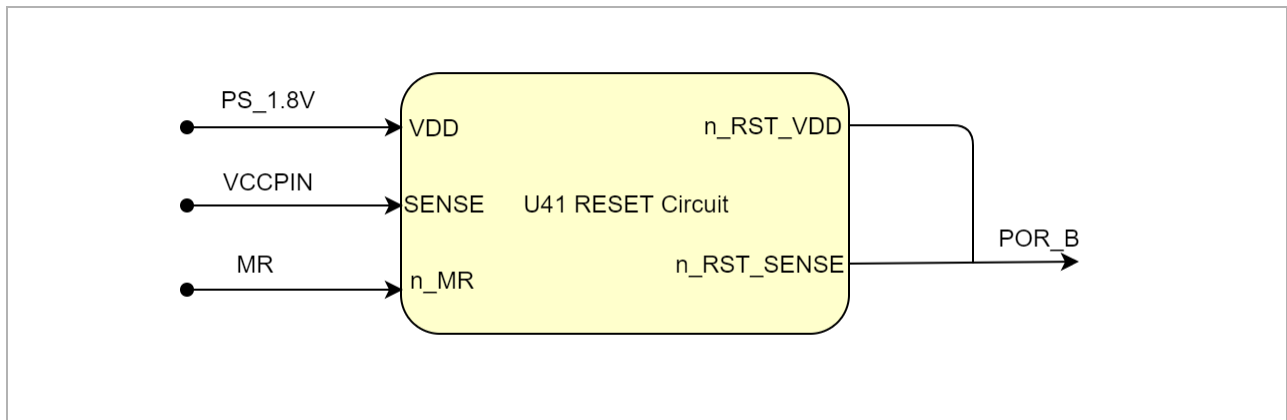 PS_1.8V
VDD
n_RST_VDD
VCCPIN
SENSE
U41 RESET Circuit
MR
n_MR
n_RST_SENSE
POR_B